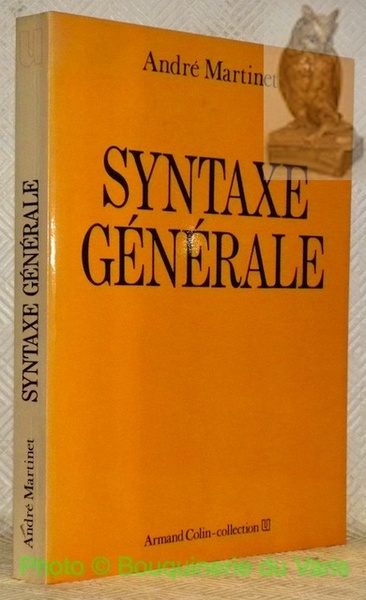 André Martinet
SYNTAXE
GÉNÉRALE
Armand Colin-collection U
U
SYNTAXE GÉNÉRALE
André Martinet
Photo © Bouquinerie du Varis